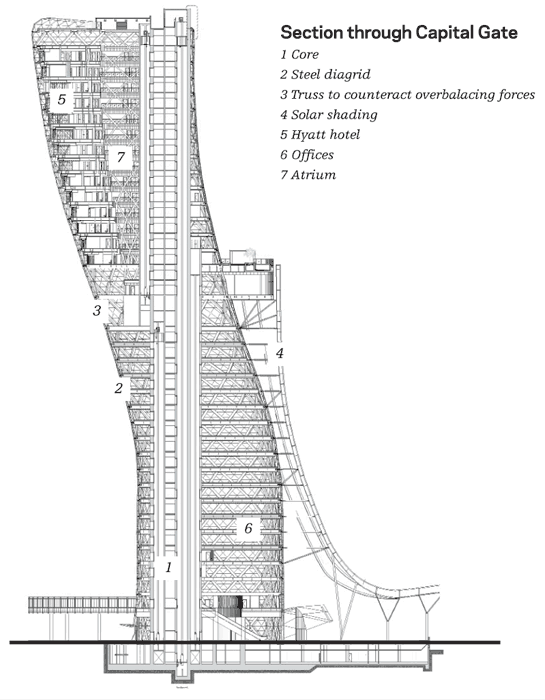 Section through Capital Gate
1 Core
2 Steel diagrid
3 Truss to counteract overbalacing forces
4 Solar shading
5 Hyatt hotel
6 Offices
7 Atrium
5
7
3
4
2
6
1